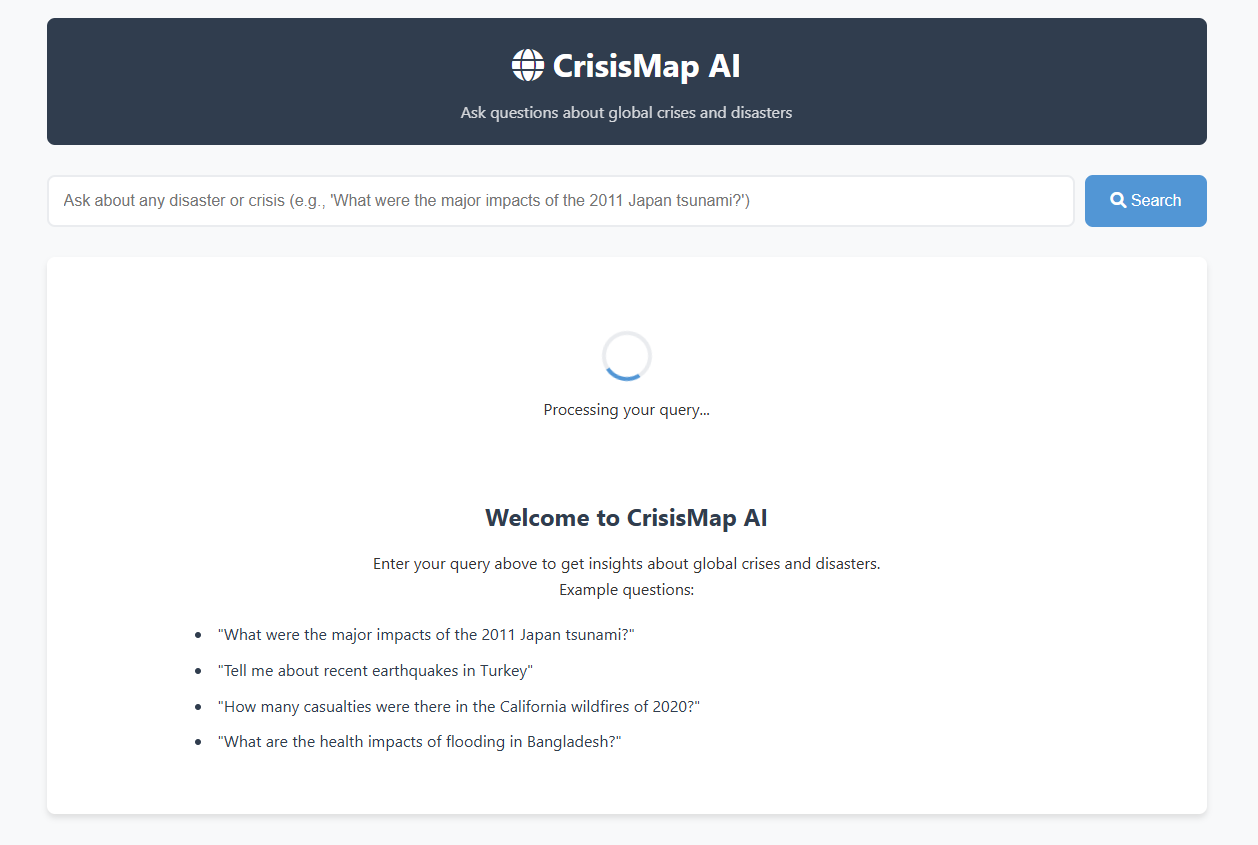 CrisisMap AI
Ask questions about global crises and disasters
Ask about any disaster or crisis (e.g., 'What were the major impacts of the 2011 Japan tsunami?')
Search
Processing your query...
Welcome to CrisisMap AI
Enter your query above to get insights about global crises and disasters.
Example questions:
"What were the major impacts of the 2011 Japan tsunami?"
"Tell me about recent earthquakes in Turkey"
"How many casualties were there in the California wildfires of 2020?"
"What are the health impacts of flooding in Bangladesh?"